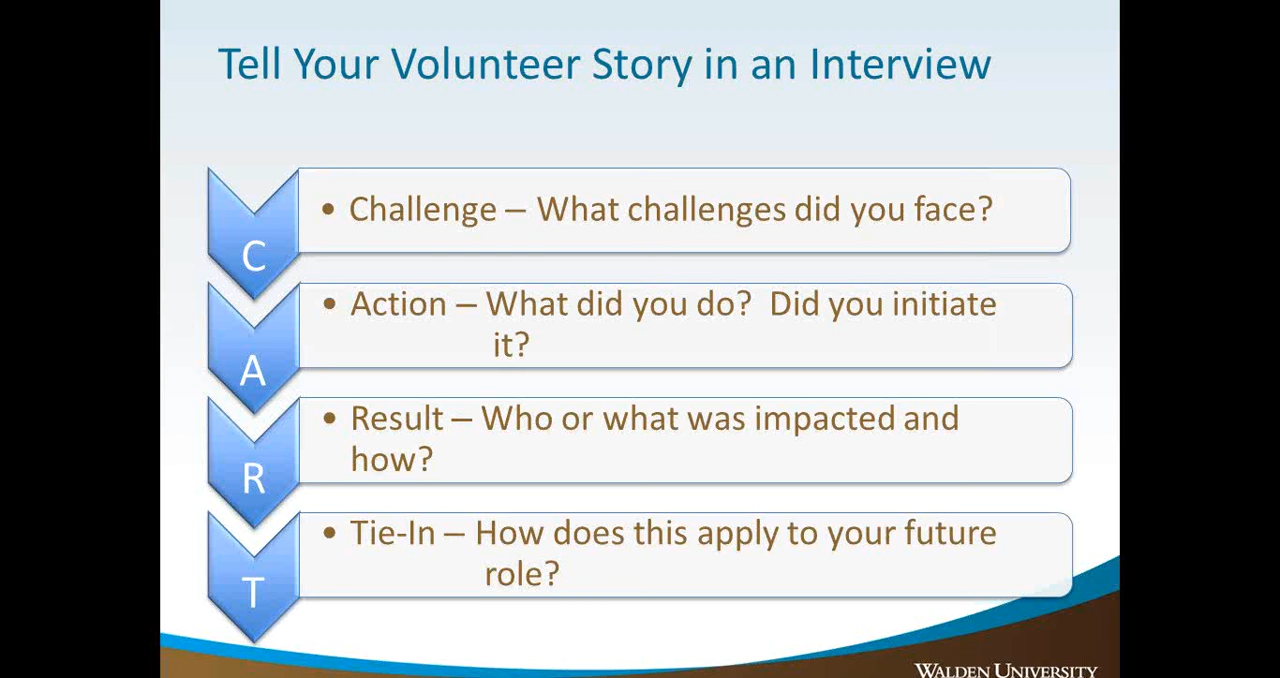 Tell Your Volunteer Story in an Interview
C
• Challenge – What challenges did you face?
A
• Action – What did you do?  Did you initiate
it?
R
• Result – Who or what was impacted and
how?
T
• Tie-In – How does this apply to your future
role?
WALDEN UNIVERSITY